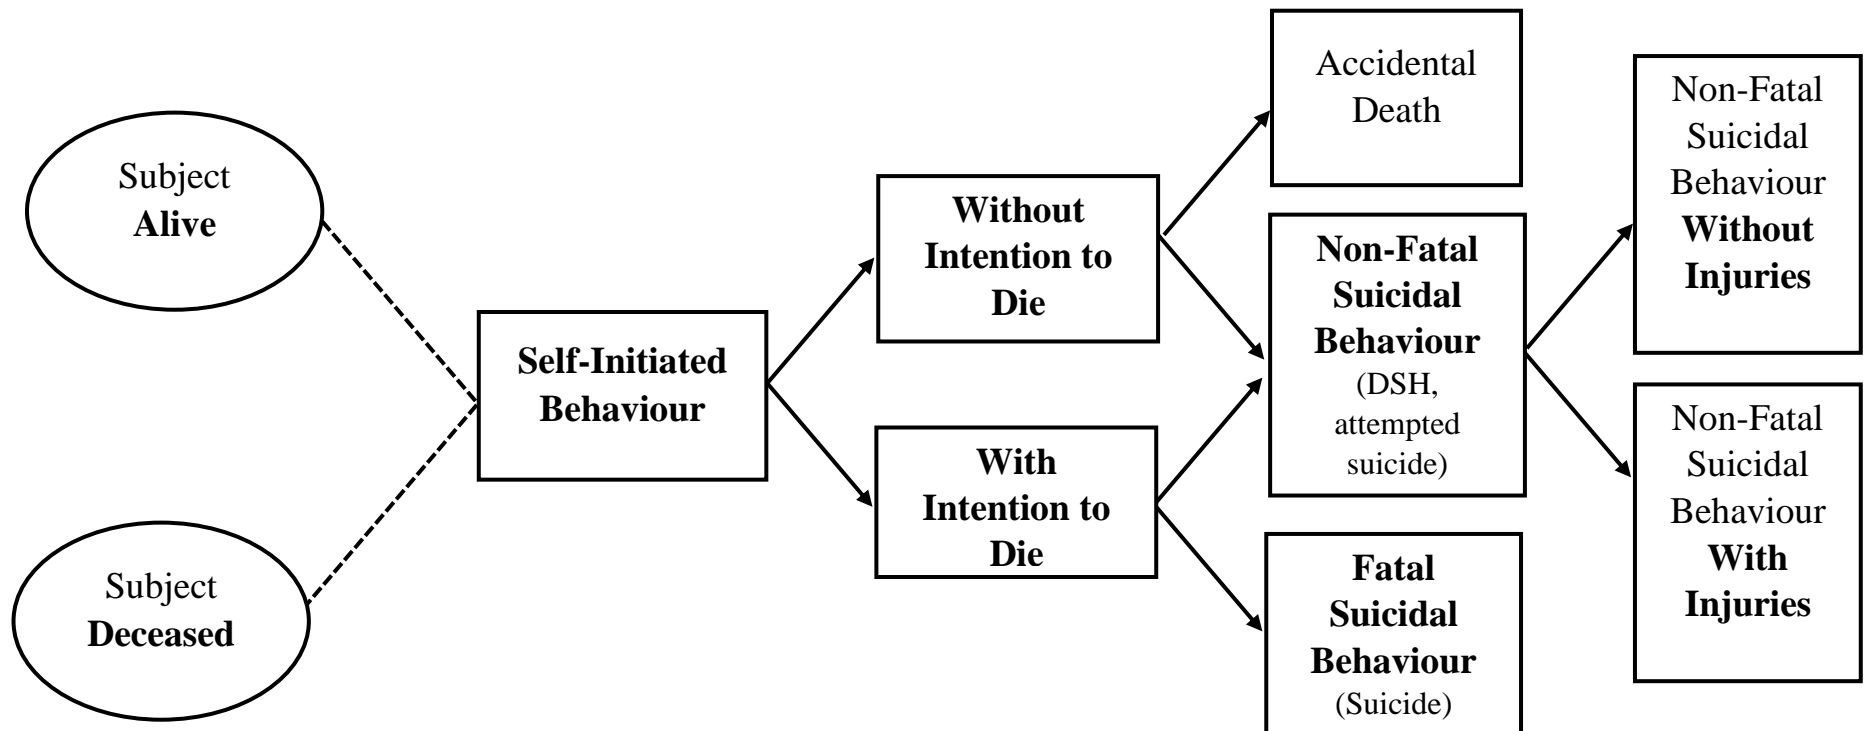 Subject
Alive
Subject
Deceased
Self-Initiated
Behaviour
Without
Intention to
Die
With
Intention to
Die
Accidental
Death
Non-Fatal
Suicidal
Behaviour
(DSH,
attempted
suicide)
Fatal
Suicidal
Behaviour
(Suicide)
Non-Fatal
Suicidal
Behaviour
Without
Injuries
Non-Fatal
Suicidal
Behaviour
With
Injuries